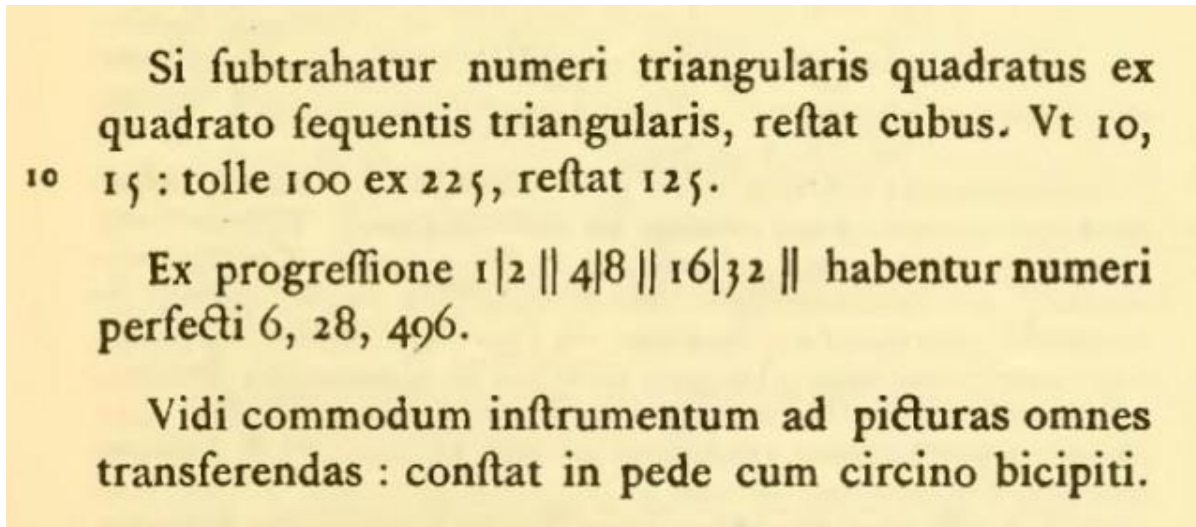 Si ſubtrahatur numeri triangularis quadratus ex
quadrato ſequentis triangularis, reſtat cubus. Vt 10,
10 15 : tolle 100 ex 225, reſtat 125.
Ex progreſſione 1|2 || 4|8 || 16|32 || habentur numeri
perfecti 6, 28, 496.
Vidi commodum inſtrumentum ad picturas omnes
transferendas : conſtat in pede cum circino bicipiti.